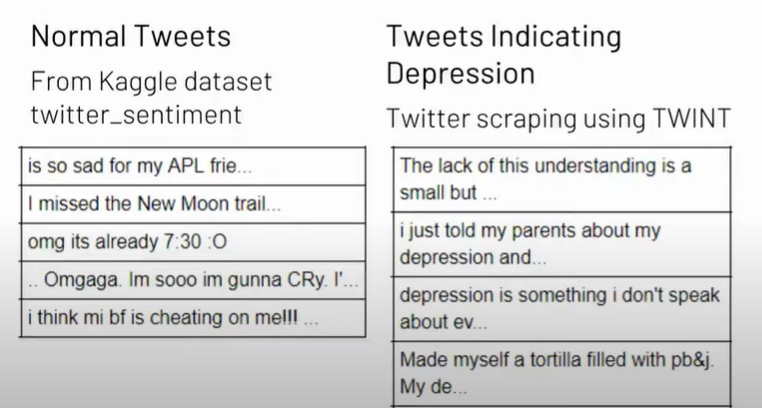 Normal Tweets
From Kaggle dataset
twitter_sentiment
is so sad for my APL frie...
I missed the New Moon trail...
omg its already 7:30 :O
.. Omgaga. Im sooo im gunna CRy. I'...
i think mi bf is cheating on me!!! ...
Tweets Indicating
Depression
Twitter scraping using TWINT
The lack of this understanding is a
small but ...
i just told my parents about my
depression and...
depression is something i don't speak
about ev...
Made myself a tortilla filled with pb&j.
My de...